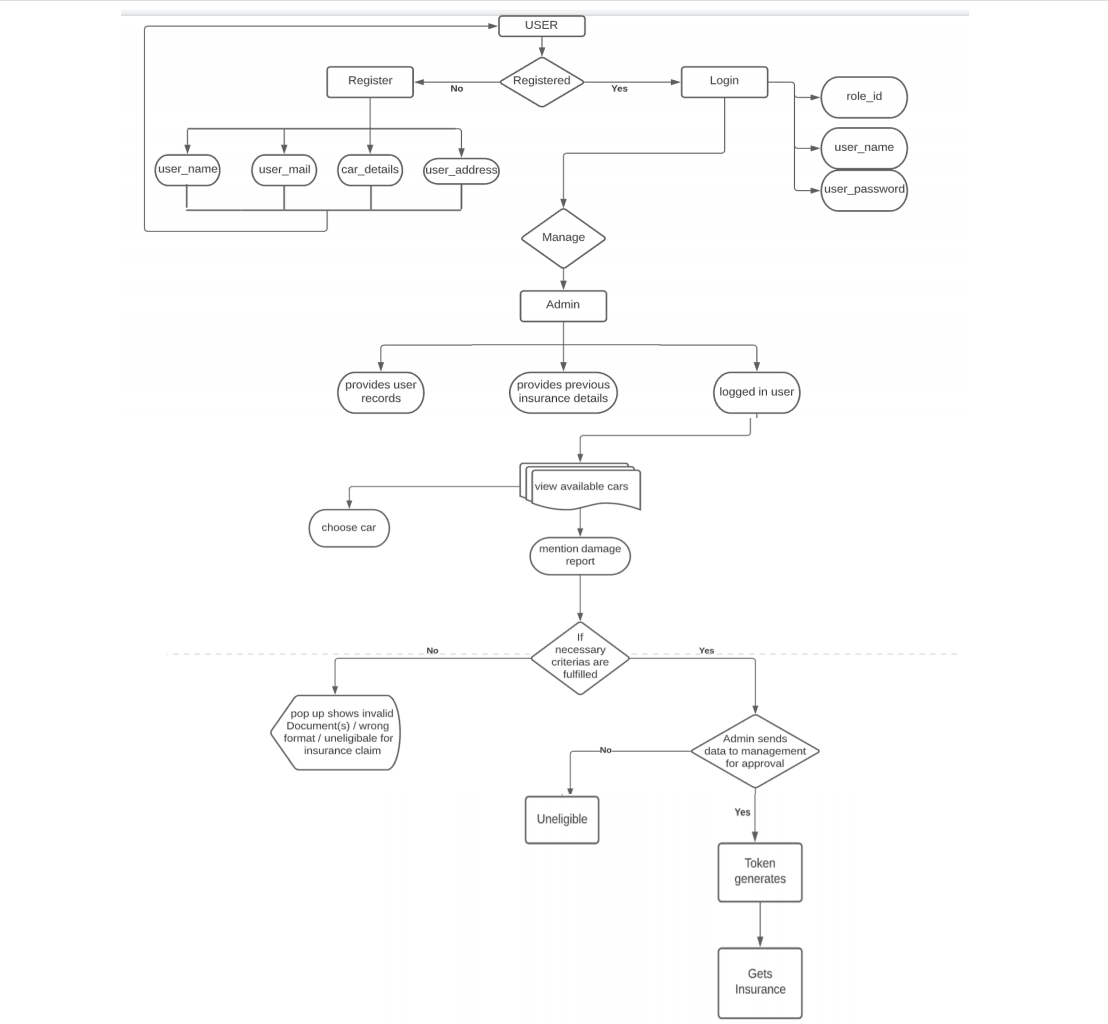 USER
Register
No
Registered
Yes
Login
role_id
user_name
user_password
user_name
user_mail
car_details
user_address
Manage
Admin
provides user
records
provides previous
insurance details
logged in user
view available cars
choose car
mention damage
report
If
necessary
criterias are
fulfilled
No
Yes
pop up shows invalid
Document(s) / wrong
format / uneligibale for
insurance claim
Admin sends
data to management
for approval
No
Uneligible
Yes
Token
generates
Gets
Insurance